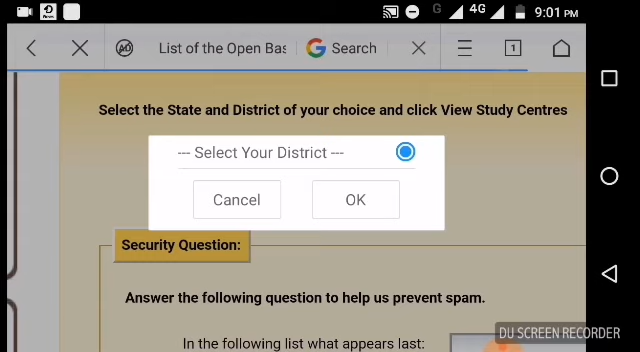 G 4G 9:01 PM
AD List of the Open Bas G Search 1
Select the State and District of your choice and click View Study Centres
--- Select Your District ---
Cancel OK
Security Question:
Answer the following question to help us prevent spam.
In the following list what appears last:
DU SCREEN RECORDER